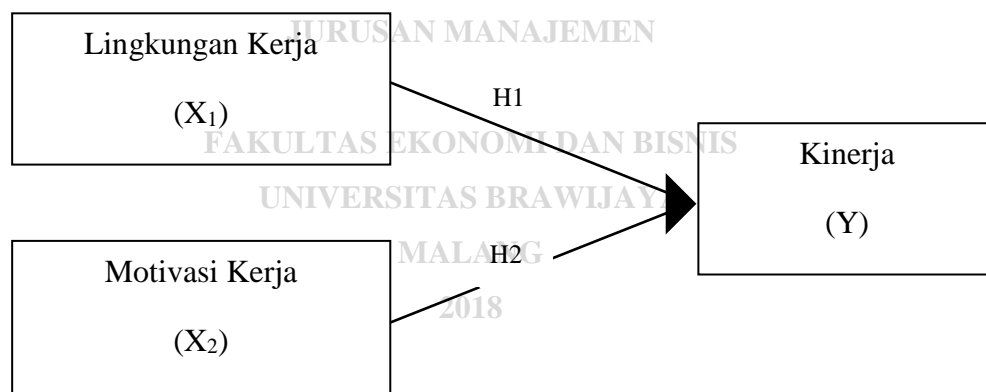 JURUSAN MANAJEMEN
Lingkungan Kerja
(X₁)
H1
FAKULTAS EKONOMI DAN BISNIS
Kinerja
(Y)
UNIVERSITAS BRAWIJAYA
MALANG
H2
Motivasi Kerja
(X₂)
2018